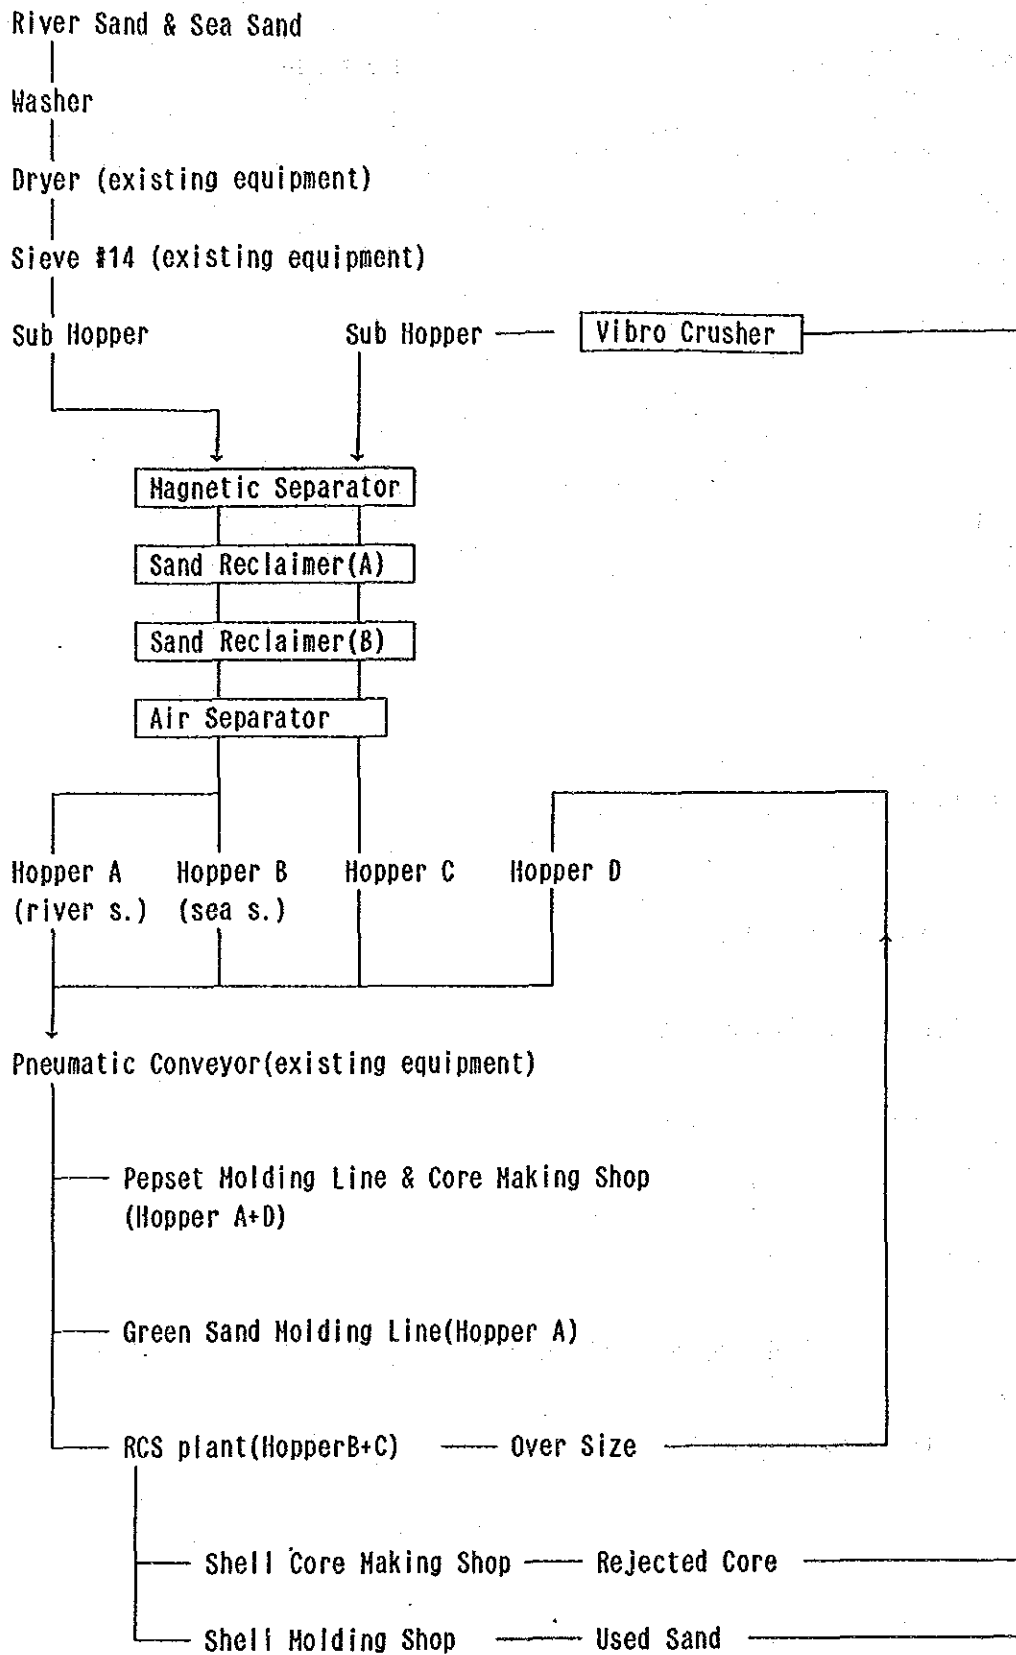 River Sand & Sea Sand
Washer
Dryer (existing equipment)
Sieve #14 (existing equipment)
Sub Hopper Sub Hopper Vibro Crusher
Magnetic Separator
Sand Reclaimer(A)
Sand Reclaimer(B)
Air Separator
Hopper A Hopper B Hopper C Hopper D
(river s.) (sea s.)
Pneumatic Conveyor(existing equipment)
Pepset Molding Line & Core Making Shop
(Hopper A+D)
Green Sand Molding Line(Hopper A)
RCS plant(HopperB+C) Over Size
Shell Core Making Shop Rejected Core
Shell Molding Shop Used Sand